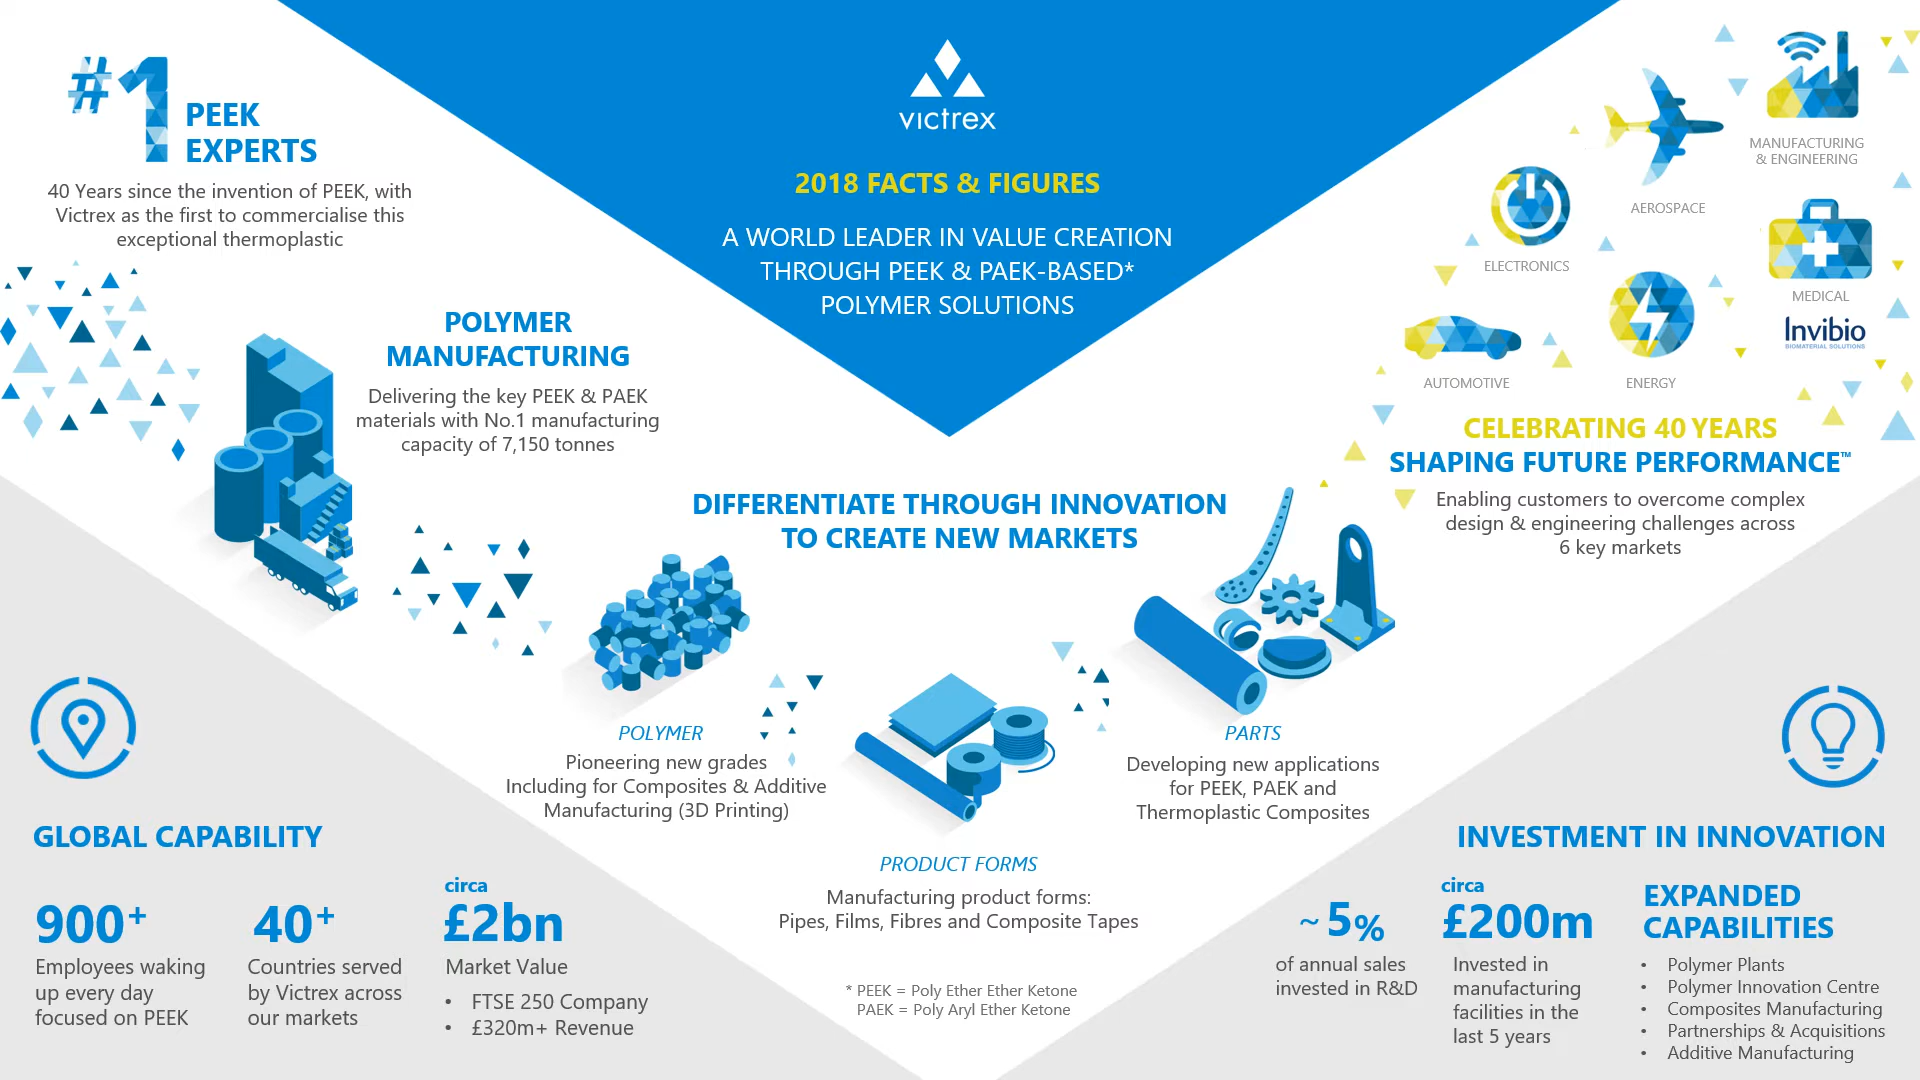 #1
PEEK
EXPERTS
40 Years since the invention of PEEK, with
Victrex as the first to commercialise this
exceptional thermoplastic
victrex
2018 FACTS & FIGURES
A WORLD LEADER IN VALUE CREATION
THROUGH PEEK & PAEK-BASED*
POLYMER SOLUTIONS
MANUFACTURING
& ENGINEERING
AEROSPACE
ELECTRONICS
MEDICAL
Invibio
BIOMATERIAL SOLUTIONS
AUTOMOTIVE
ENERGY
CELEBRATING 40 YEARS
SHAPING FUTURE PERFORMANCE™
Enabling customers to overcome complex
design & engineering challenges across
6 key markets
POLYMER
MANUFACTURING
Delivering the key PEEK & PAEK
materials with No.1 manufacturing
capacity of 7,150 tonnes
DIFFERENTIATE THROUGH INNOVATION
TO CREATE NEW MARKETS
POLYMER
Pioneering new grades
Including for Composites & Additive
Manufacturing (3D Printing)
PRODUCT FORMS
Manufacturing product forms:
Pipes, Films, Fibres and Composite Tapes
PARTS
Developing new applications
for PEEK, PAEK and
Thermoplastic Composites
* PEEK = Poly Ether Ether Ketone
PAEK = Poly Aryl Ether Ketone
GLOBAL CAPABILITY
900+
Employees waking
up every day
focused on PEEK
40+
Countries served
by Victrex across
our markets
circa
£2bn
Market Value
• FTSE 250 Company
• £320m+ Revenue
INVESTMENT IN INNOVATION
~5%
of annual sales
invested in R&D
circa
£200m
Invested in
manufacturing
facilities in the
last 5 years
EXPANDED
CAPABILITIES
• Polymer Plants
• Polymer Innovation Centre
• Composites Manufacturing
• Partnerships & Acquisitions
• Additive Manufacturing